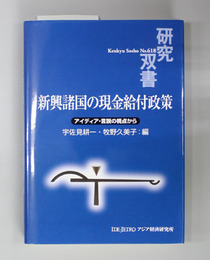 研究双書
Kenkyu Sosho No.618
新興諸国の現金給付政策
アイディア・言説の視点から
宇佐見耕一・牧野久美子：編
IDE-JETRO アジア経済研究所